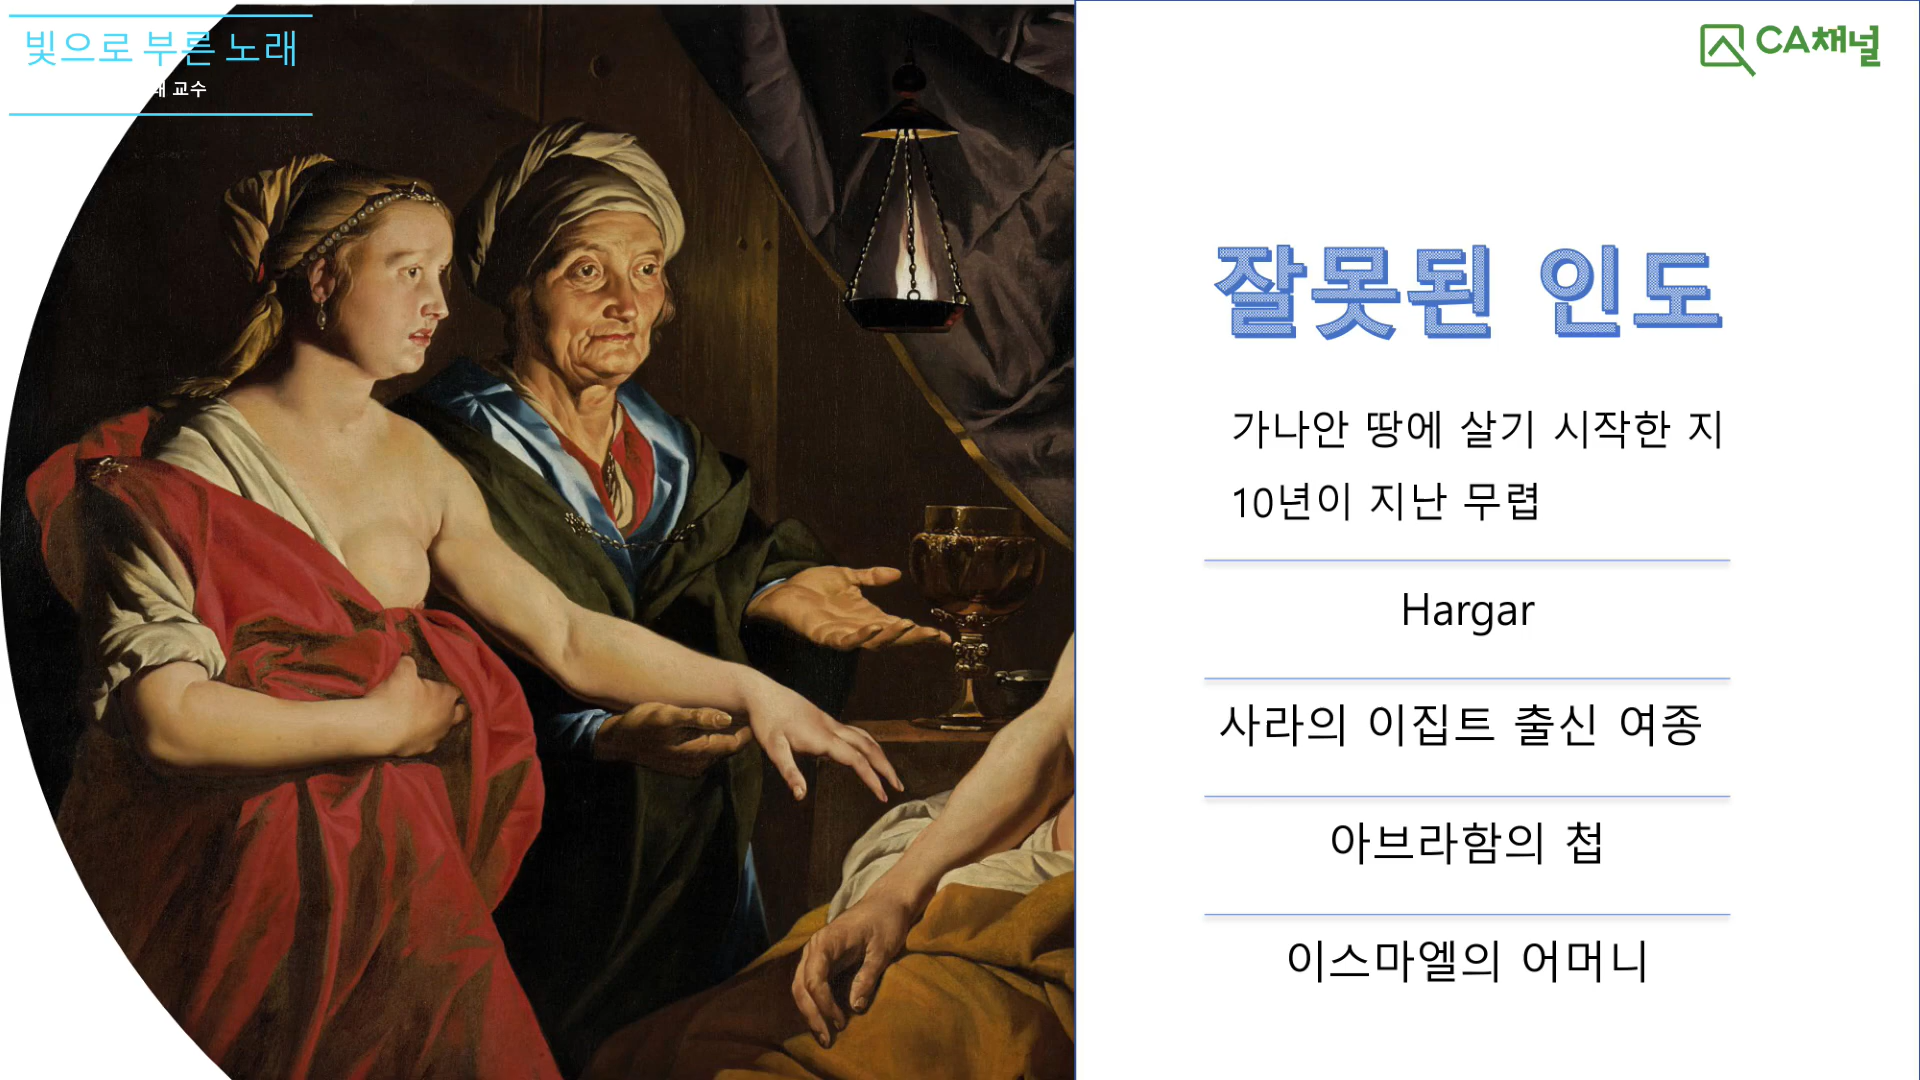 빛으로 부른 노래
교수
CA채널
잘못된 인도
가나안 땅에 살기 시작한 지
10년이 지난 무렵
Hargar
사라의 이집트 출신 여종
아브라함의 첩
이스마엘의 어머니